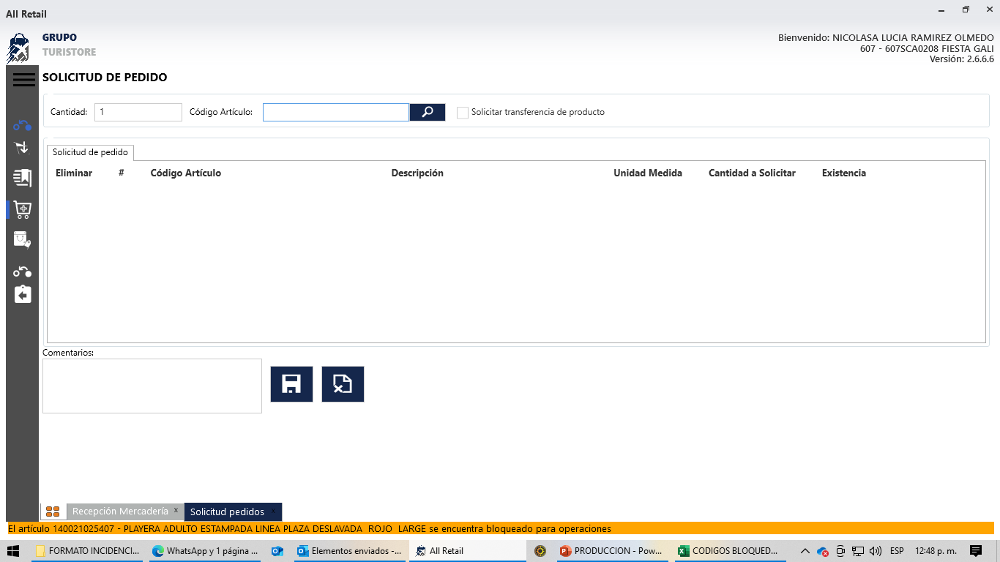 All Retail
GRUPO
TURISTORE
Bienvenido: NICOLASA LUCIA RAMIREZ OLMEDO
607 - 607SCA0208 FIESTA GALI
Versión: 2.6.6.6
SOLICITUD DE PEDIDO
Cantidad: 1 Código Artículo: Solicitar transferencia de producto
Solicitud de pedido
Eliminar # Código Artículo Descripción Unidad Medida Cantidad a Solicitar Existencia
Comentarios:
Recepción Mercadería x Solicitud pedidos x
El artículo 140021025407 - PLAYERA ADULTO ESTAMPADA LINEA PLAZA DESLAVADA ROJO LARGE se encuentra bloqueado para operaciones
FORMATO INCIDENCI... WhatsApp y 1 página ... Elementos enviados -... All Retail PRODUCCION - Pow... CODIGOS BLOQUED... ESP 12:48 p. m.